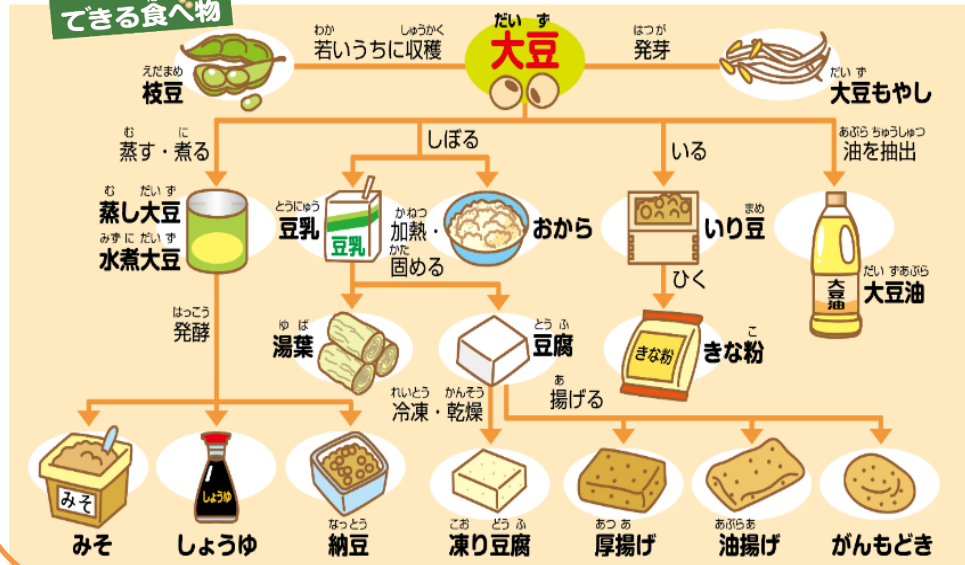 できる食べ物
わか しゅうかく
若いうちに収穫
だい ず
大豆
はつが
発芽
えだまめ
枝豆
だい ず
大豆もやし
む に
蒸す・煮る
しぼる
いる
あぶら ちゅうしゅつ
油を抽出
む だい ず
蒸し大豆
みず に だい ず
水煮大豆
とうにゅう
豆乳
豆乳
かねつ
加熱・
かた
固める
おから
いり豆
まめ
ひく
大豆油
だい ずあぶら
大豆油
はっこう
発酵
ゆ ば
湯葉
とう ふ
豆腐
きな粉
こ
きな粉
れいとう かんそう
冷凍・乾燥
あ
揚げる
みそ
みそ
しょうゆ
しょうゆ
なっとう
納豆
こお どう ふ
凍り豆腐
あつ あ
厚揚げ
あぶらあ
油揚げ
がんもどき